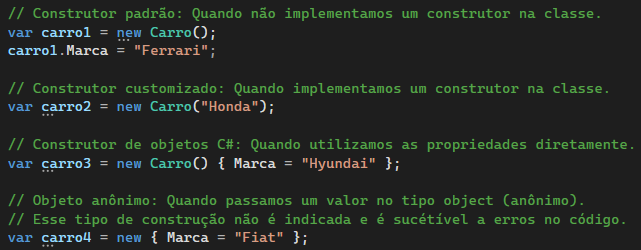 // Construtor padrão: Quando não implementamos um construtor na classe.
var carro1 = new Carro();
carro1.Marca = "Ferrari";
// Construtor customizado: Quando implementamos um construtor na classe.
var carro2 = new Carro("Honda");
// Construtor de objetos C#: Quando utilizamos as propriedades diretamente.
var carro3 = new Carro() { Marca = "Hyundai" };
// Objeto anônimo: Quando passamos um valor no tipo object (anônimo).
// Esse tipo de construção não é indicada e é sucétivel a erros no código.
var carro4 = new { Marca = "Fiat" };